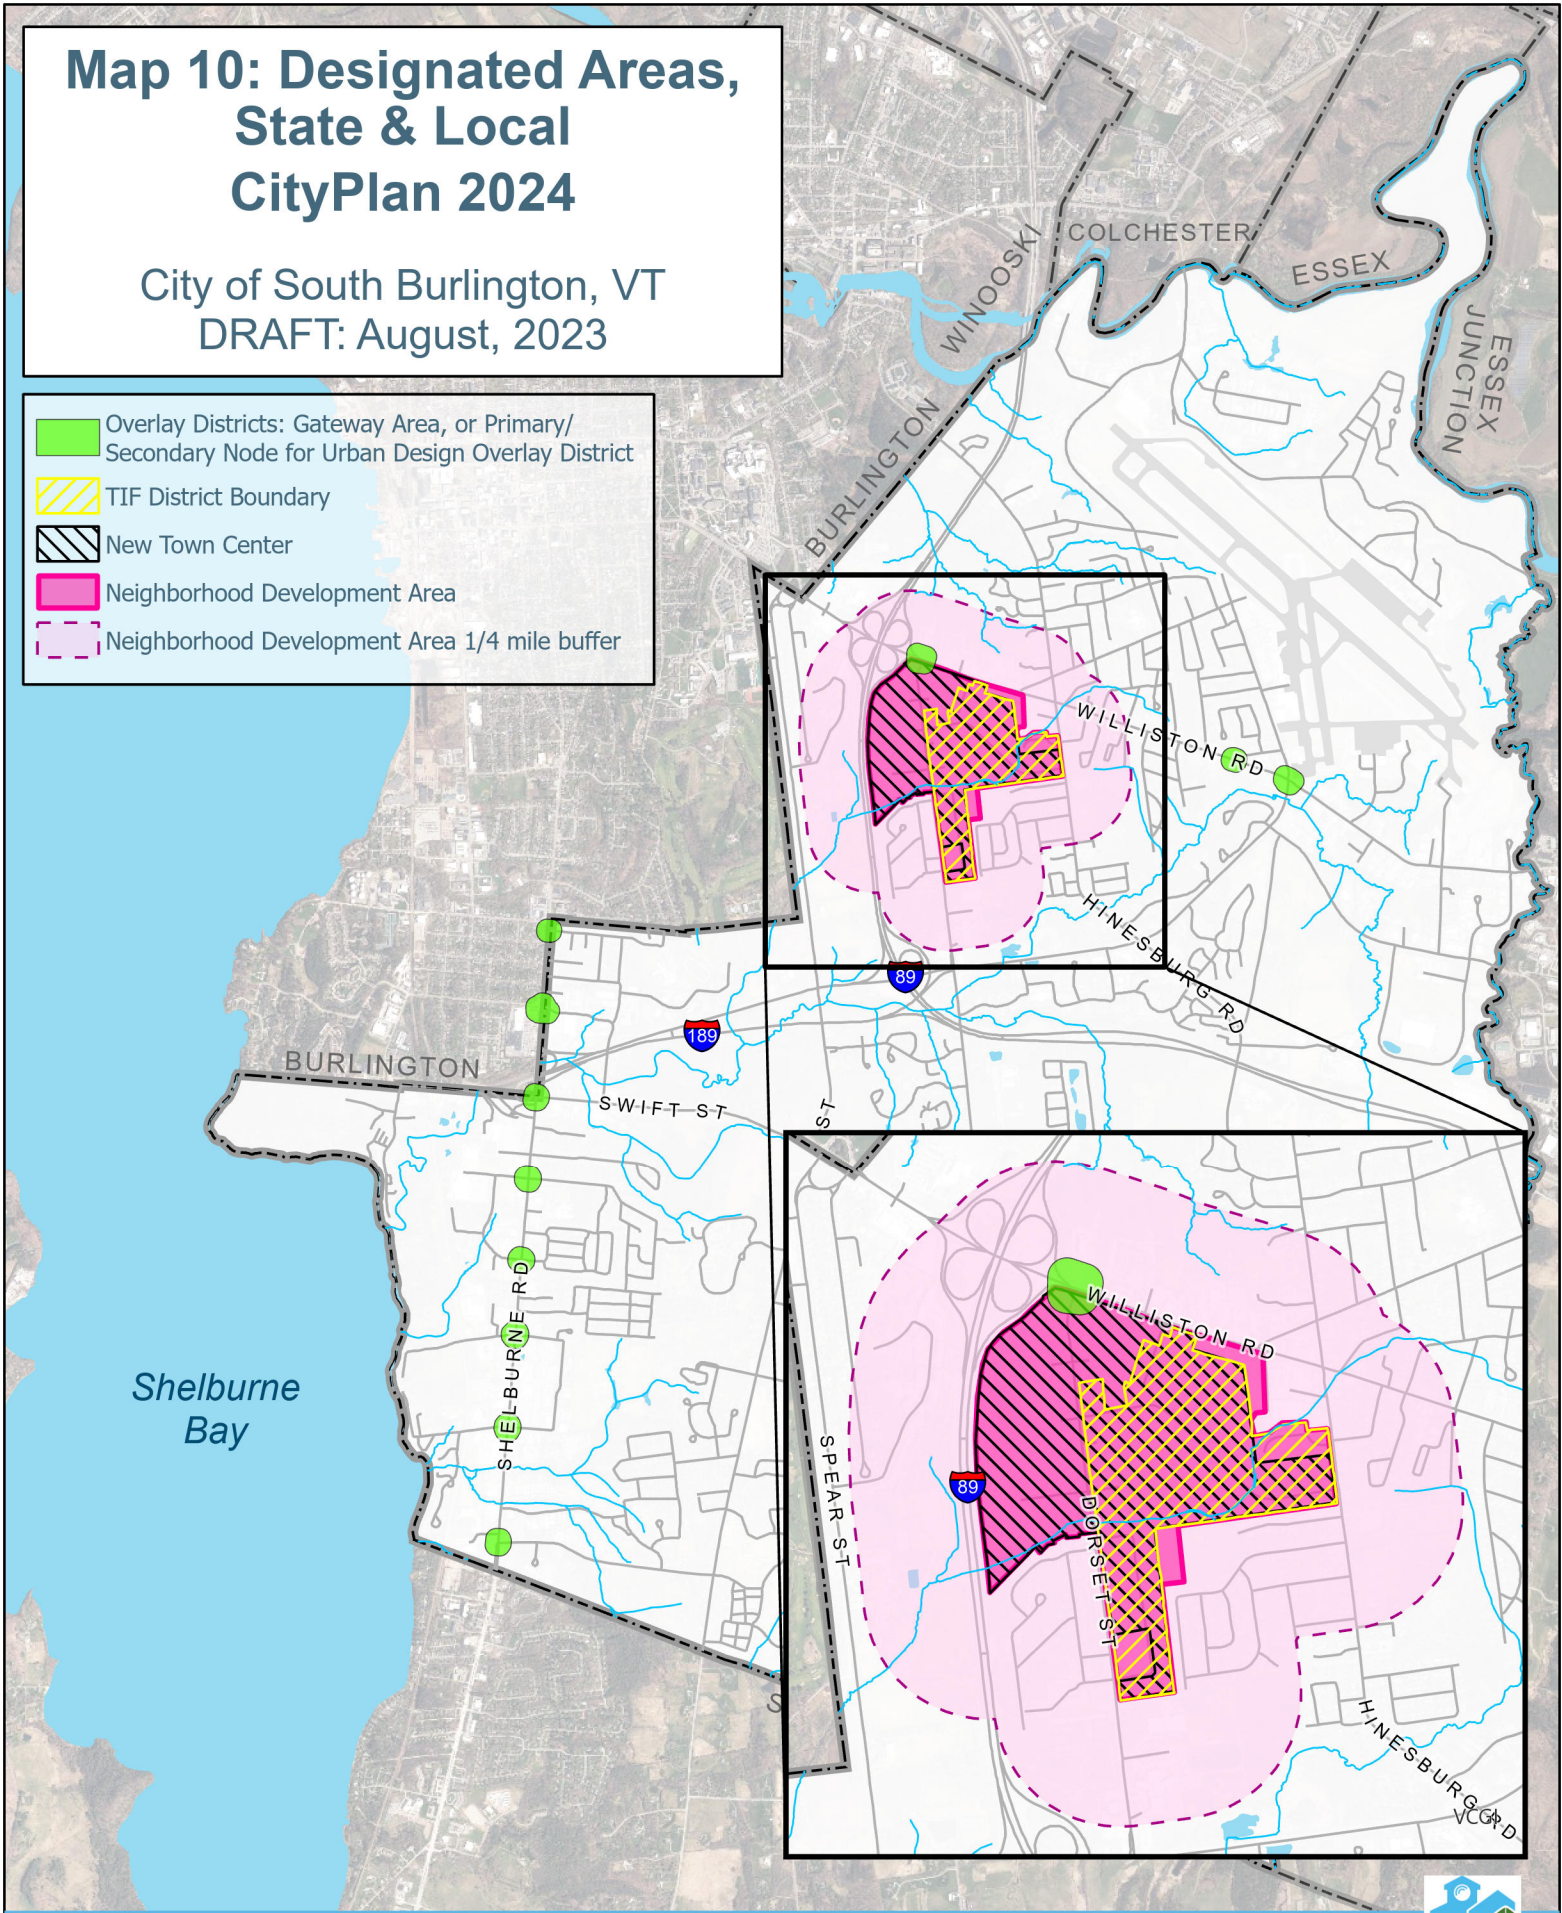 Map 10: Designated Areas,
State & Local
CityPlan 2024
City of South Burlington, VT
DRAFT: August, 2023
Overlay Districts: Gateway Area, or Primary/
Secondary Node for Urban Design Overlay District
TIF District Boundary
New Town Center
Neighborhood Development Area
Neighborhood Development Area 1/4 mile buffer
COLCHESTER
ESSEX
WINOOSKI
ESSEX
JUNCTION
BURLINGTON
WILLISTON RD
HINESBURG RD
89
189
BURLINGTON
SWIFT ST
ST
SHELBURNE RD
Shelburne
Bay
WILLISTON RD
SPEAR ST
89
DORSET ST
HINESBURG RD
VCGI
S